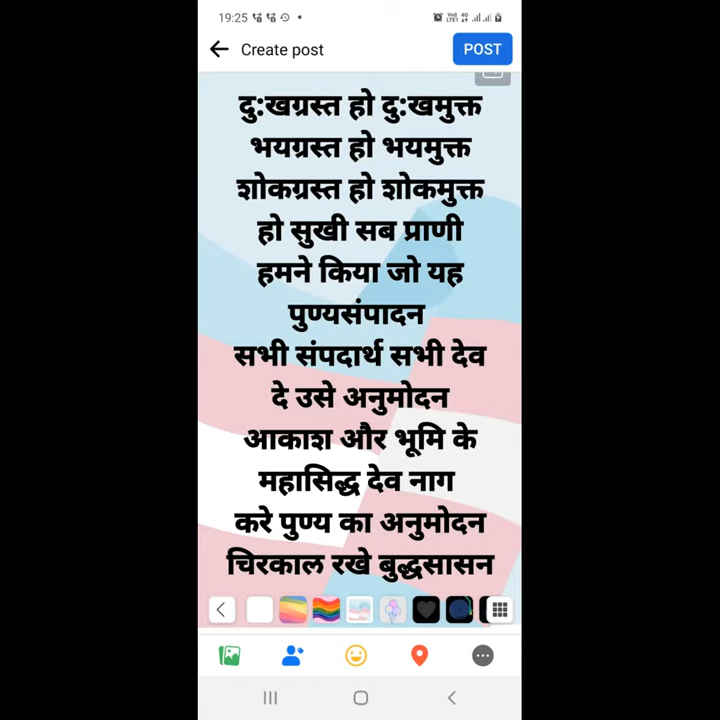 19:25
Create post
POST
दु:खग्रस्त हो दु:खमुक्त
भयग्रस्त हो भयमुक्त
शोकग्रस्त हो शोकमुक्त
हो सुखी सब प्राणी
हमने किया जो यह
पुण्यसंपादन
सभी संपदार्थ सभी देव
दे उसे अनुमोदन
आकाश और भूमि के
महासिद्ध देव नाग
करे पुण्य का अनुमोदन
चिरकाल रखे बुद्धसासन